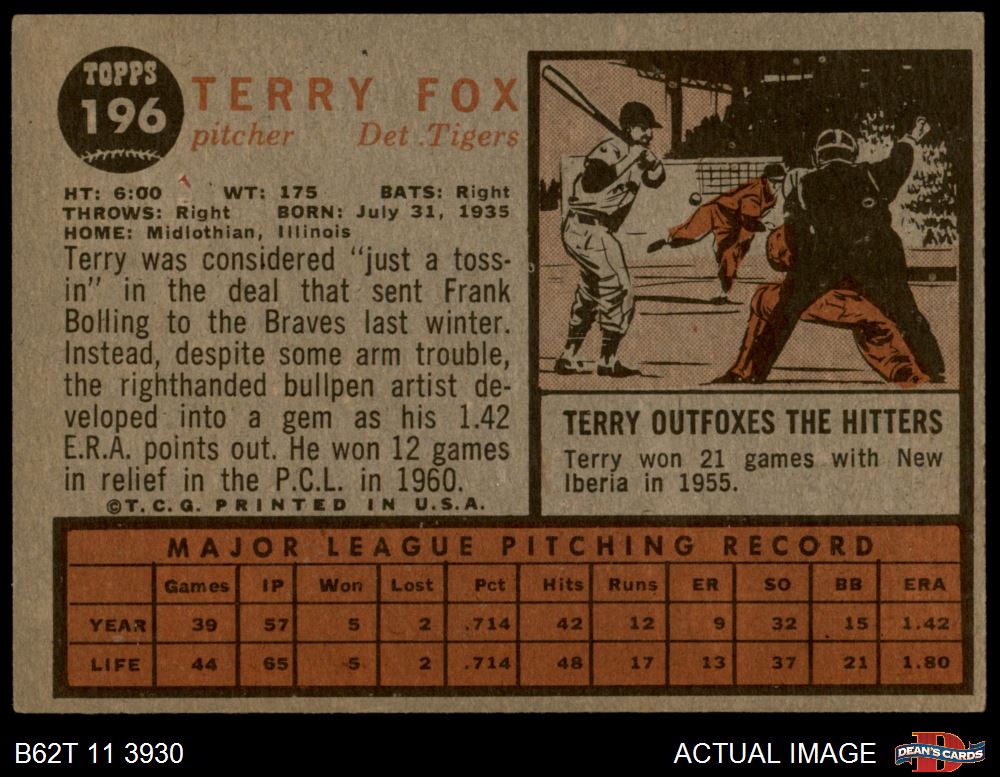 TOPPS
196
TERRY FOX
pitcher Det .Tigers
HT: 6:00 WT: 175 BATS: Right
THROWS: Right BORN: July 31, 1935
HOME: Midlothian, Illinois
Terry was considered "just a toss-
in" in the deal that sent Frank
Bolling to the Braves last winter.
Instead, despite some arm trouble,
the righthanded bullpen artist de-
veloped into a gem as his 1.42
E.R.A. points out. He won 12 games
in relief in the P.C.L. in 1960.
©T. C. G. PRINTED IN U.S.A.
TERRY OUTFOXES THE HITTERS
Terry won 21 games with New
Iberia in 1955.
MAJOR LEAGUE PITCHING RECORD
Games IP Won Lost Pct Hits Runs ER SO BB ERA
YEAR 39 57 5 2 .714 42 12 9 32 15 1.42
LIFE 44 65 5 2 .714 48 17 13 37 21 1.80
B62T 11 3930 ACTUAL IMAGE
D
DEAN'S CARDS